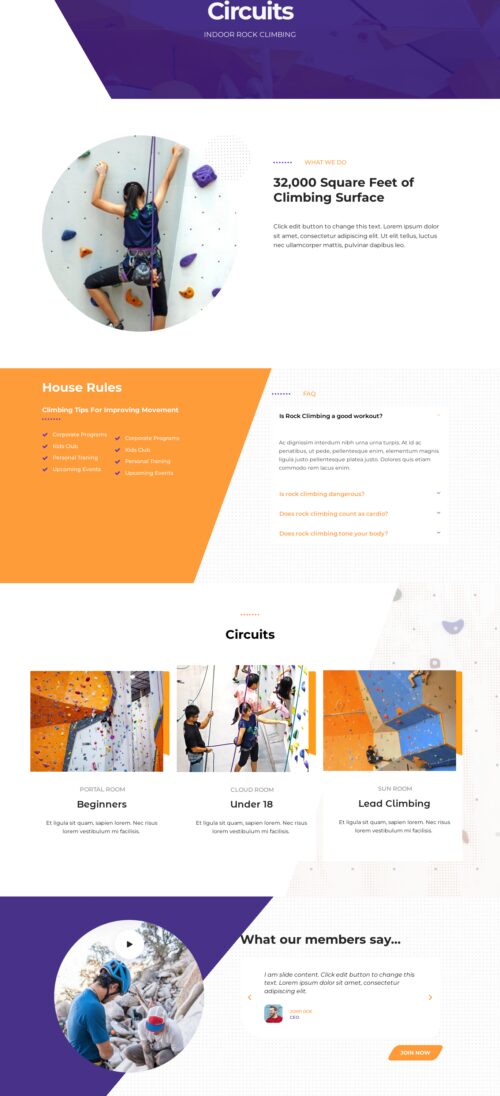 Circuits
INDOOR ROCK CLIMBING
WHAT WE DO
32,000 Square Feet of
Climbing Surface
Click edit button to change this text. Lorem ipsum dolor
sit amet, consectetur adipiscing elit. Ut elit tellus, luctus
nec ullamcorper mattis, pulvinar dapibus leo.
House Rules
Climbing Tips For Improving Movement
Corporate Programs
Kids Club
Personal Traning
Upcoming Events
Corporate Programs
Kids Club
Personal Traning
Upcoming Events
FAQ
Is Rock Climbing a good workout?
Ac dignissim interdum nibh urna urna turpis. At id ac
penatibus, ut pede, pellentesque enim, elementum magnis
ligula justo pellentesque platea justo. Dolores quis etiam
commodo rem lacus enim.
Is rock climbing dangerous?
Does rock climbing count as cardio?
Does rock climbing tone your body?
Circuits
PORTAL ROOM
Beginners
Et ligula sit quam, sapien lorem. Nec risus
lorem vestibulum mi facilisis.
CLOUD ROOM
Under 18
Et ligula sit quam, sapien lorem. Nec risus
lorem vestibulum mi facilisis.
SUN ROOM
Lead Climbing
Et ligula sit quam, sapien lorem. Nec risus
lorem vestibulum mi facilisis.
What our members say...
I am slide content. Click edit button to change this
text. Lorem ipsum dolor sit amet, consectetur
adipiscing elit.
JOHN DOE
CEO
JOIN NOW